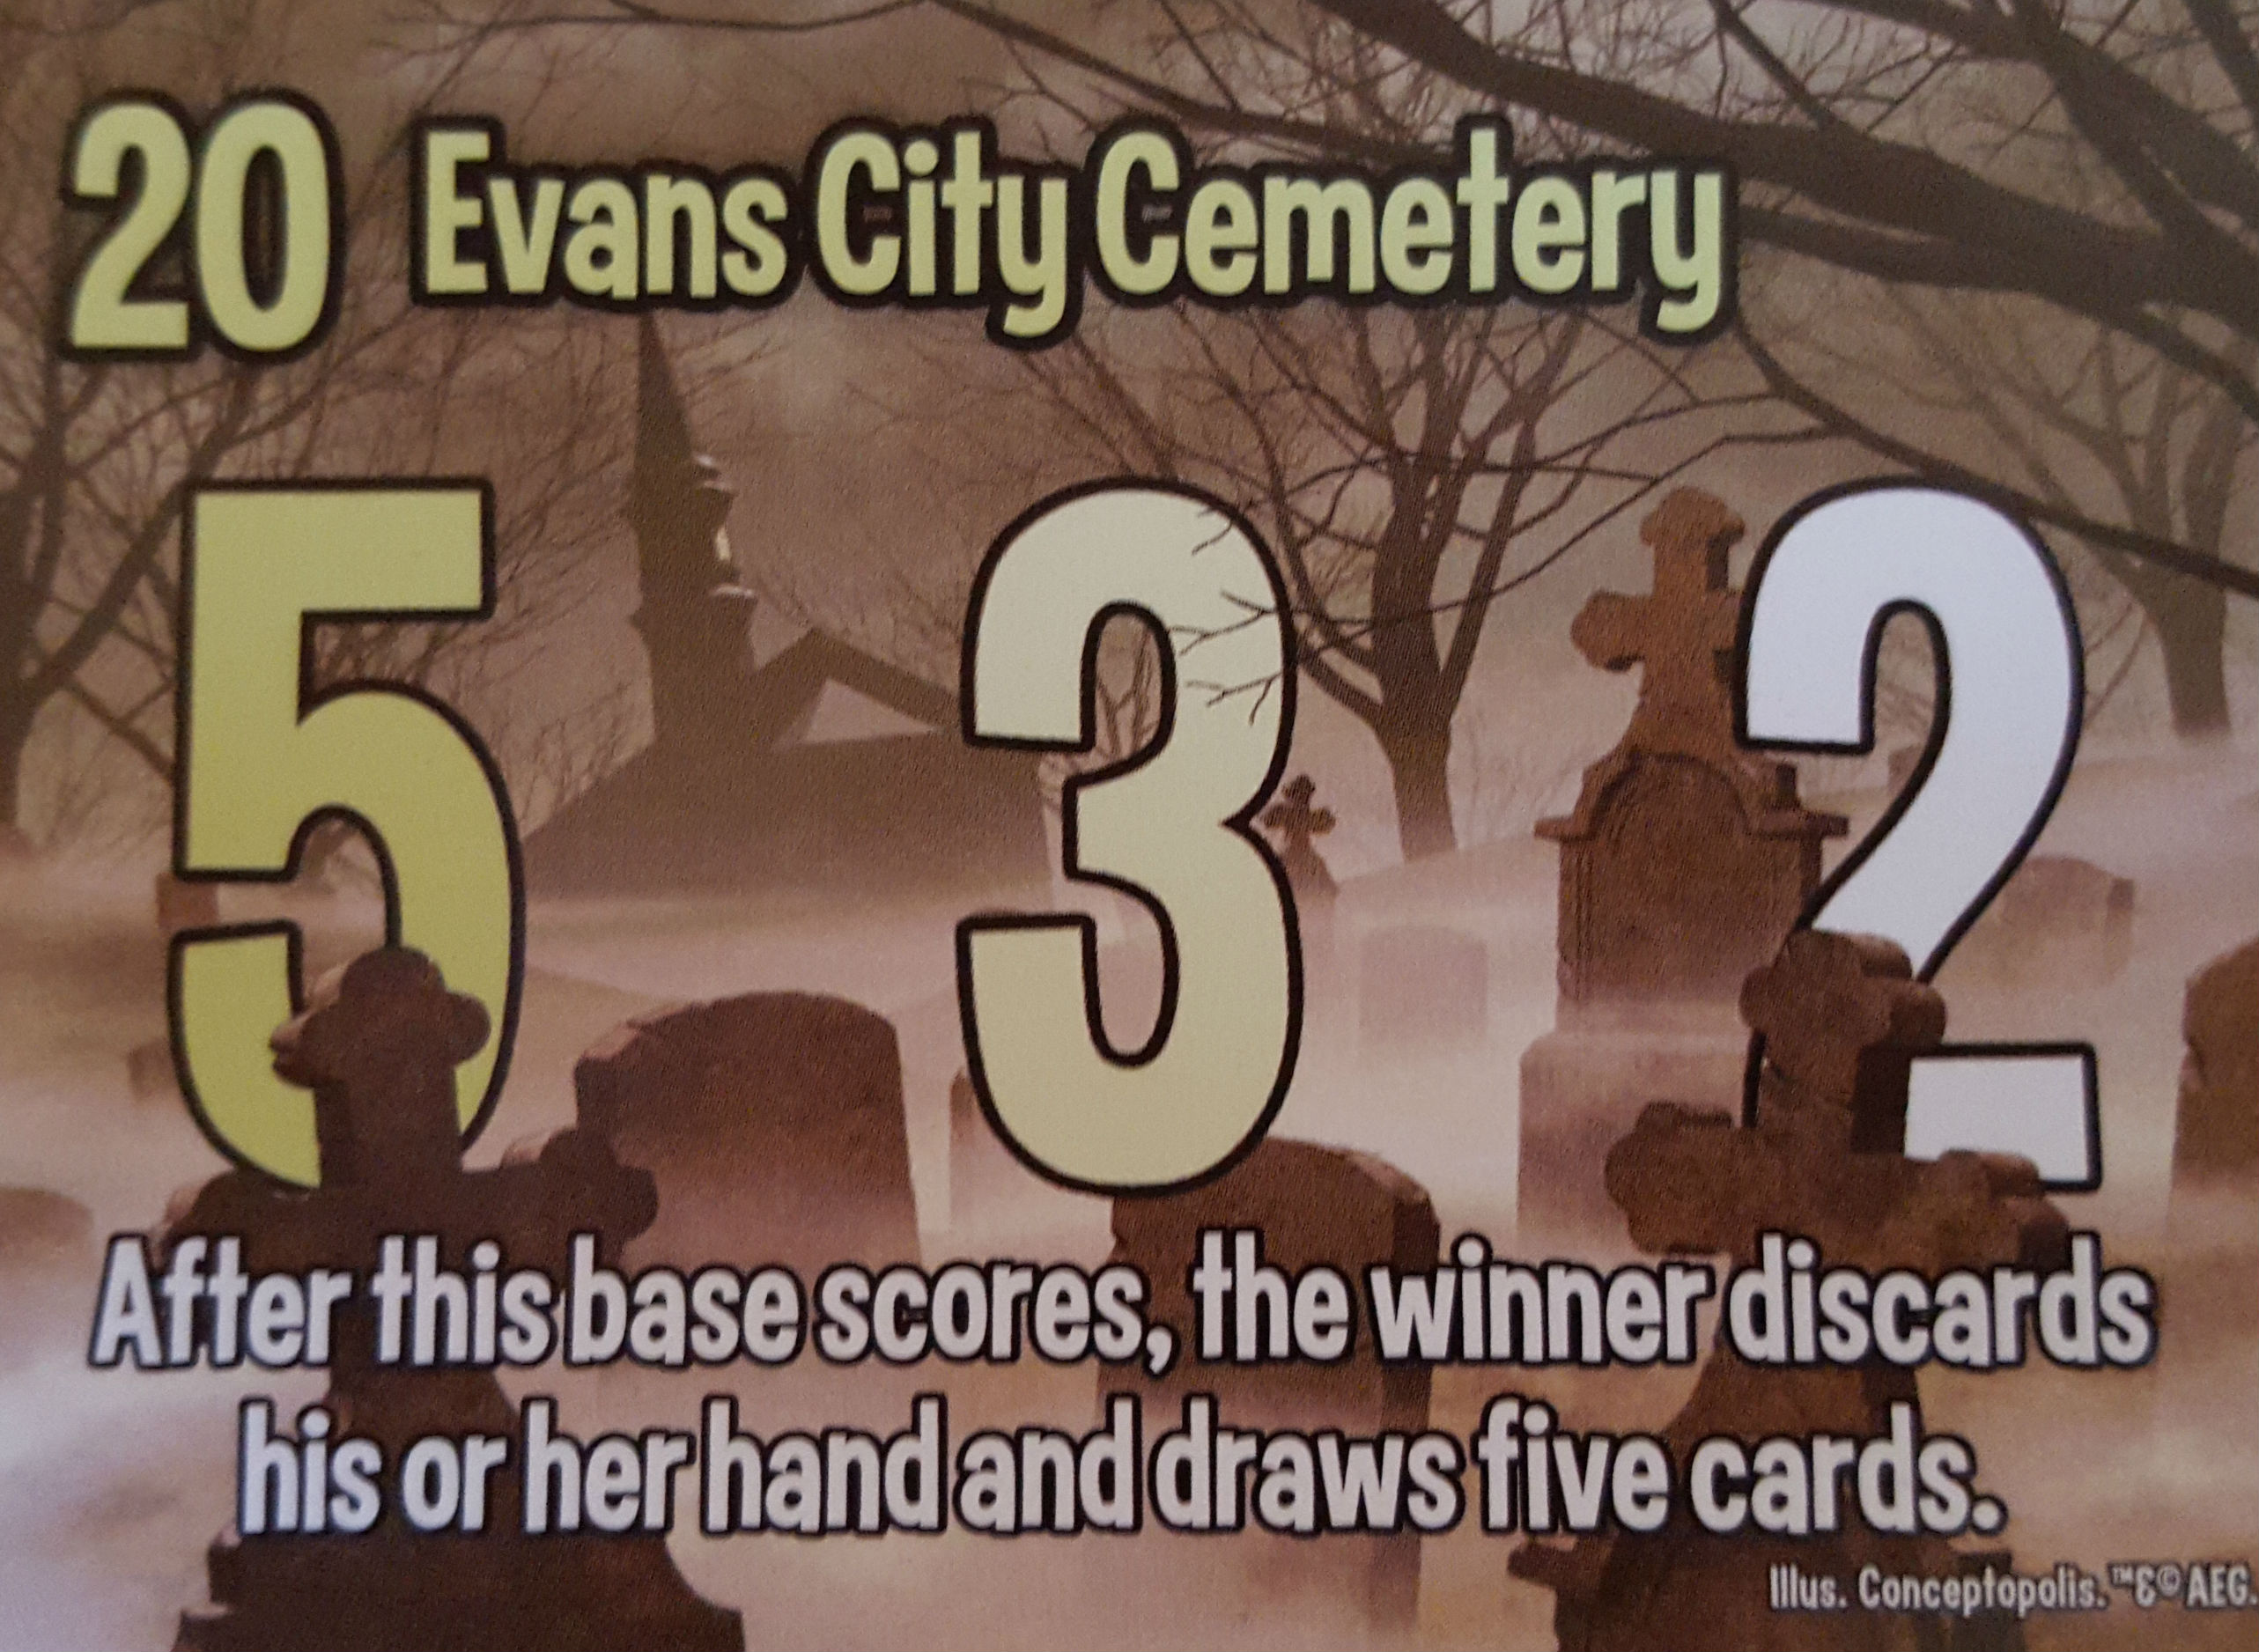 20 Evans City Cemetery
5 3 2
After this base scores, the winner discards
his or her hand and draws five cards.
Illus. Conceptopolis.™&© AEG.